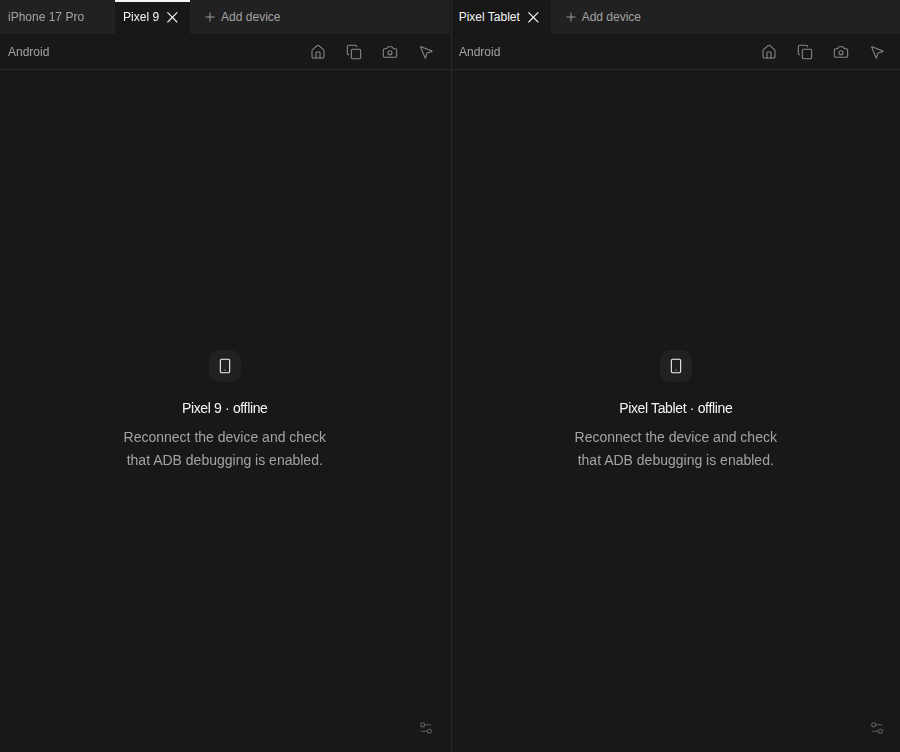 iPhone 17 Pro
Pixel 9
Add device
Android
Pixel 9 · offline
Reconnect the device and check
that ADB debugging is enabled.
Pixel Tablet
Add device
Android
Pixel Tablet · offline
Reconnect the device and check
that ADB debugging is enabled.